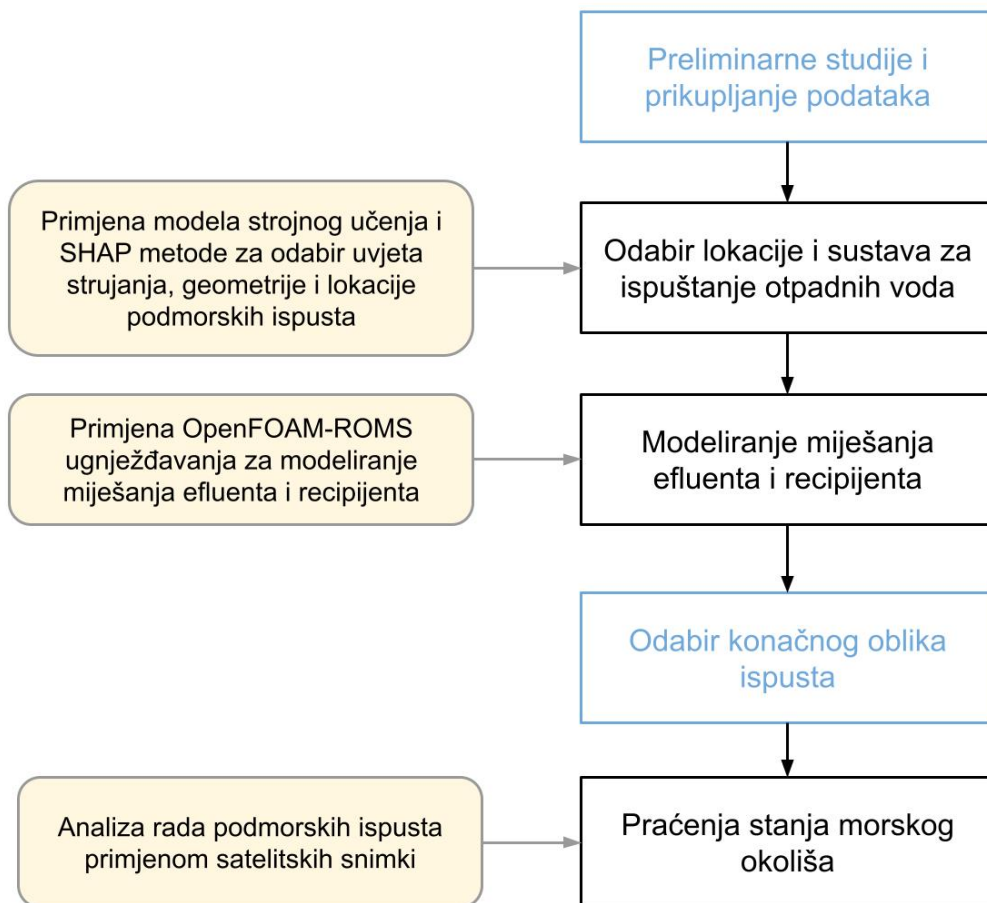 Preliminarne studije i
prikupljanje podataka
Primjena modela strojnog učenja i
SHAP metode za odabir uvjeta
strujanja, geometrije i lokacije
podmorskih ispusta
Odabir lokacije i sustava za
ispuštanje otpadnih voda
Primjena OpenFOAM-ROMS
ugnježđavanja za modeliranje
miješanja efluenta i recipijenta
Modeliranje miješanja
efluenta i recipijenta
Odabir konačnog oblika
ispusta
Analiza rada podmorskih ispusta
primjenom satelitskih snimki
Praćenja stanja morskog
okoliša